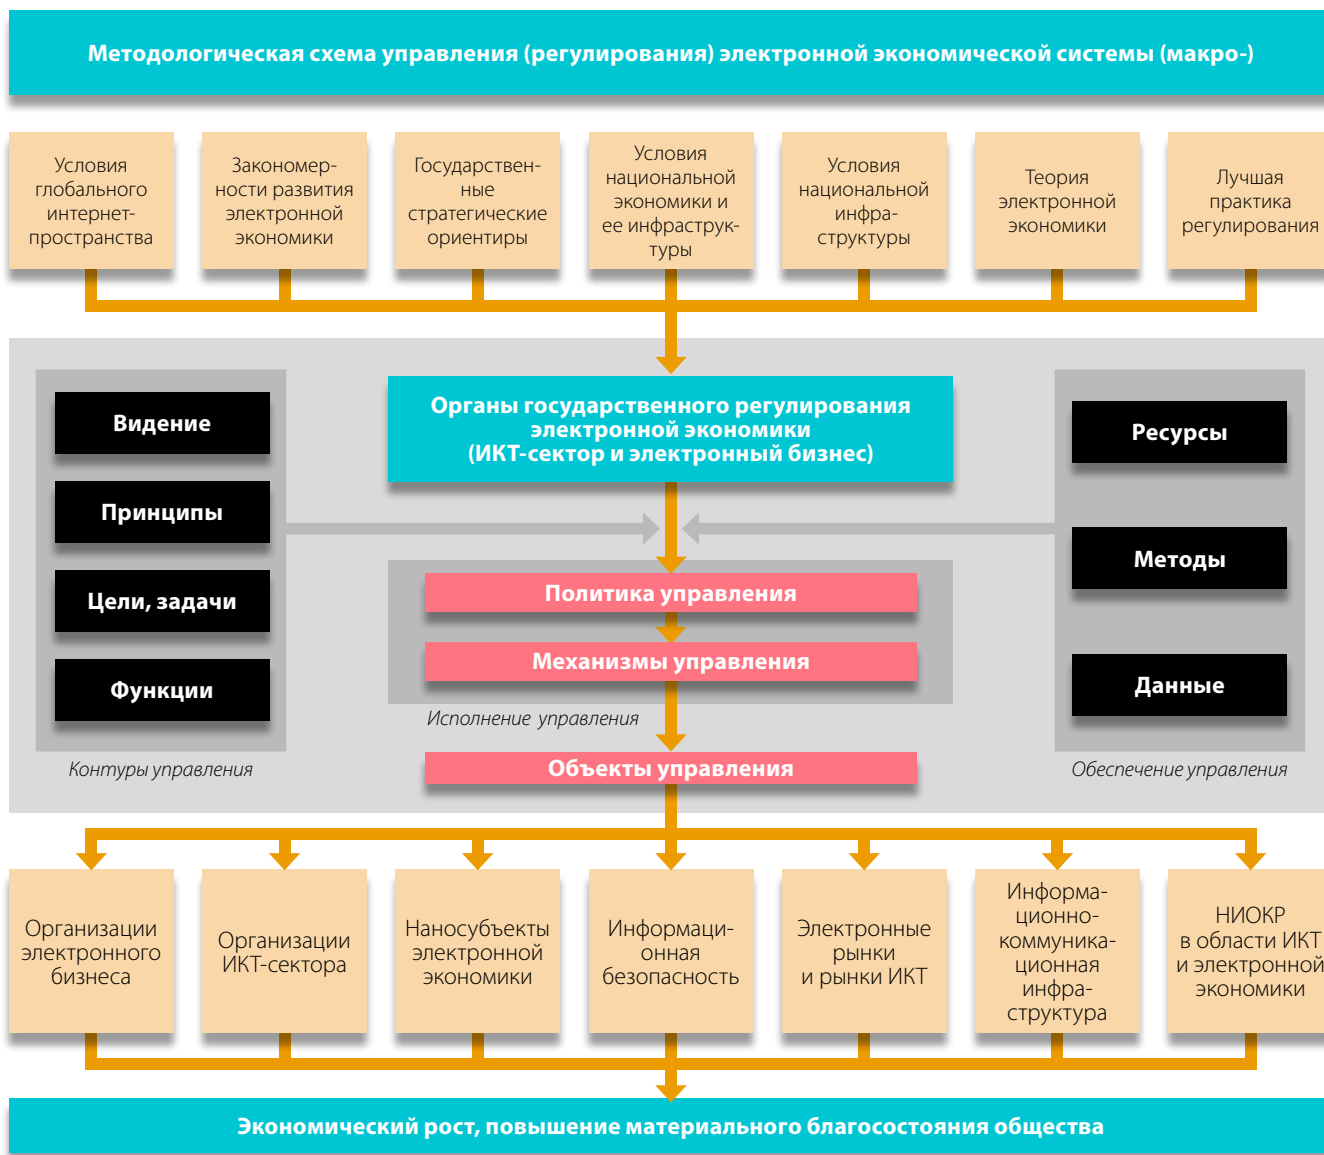 Методологическая схема управления (регулирования) электронной экономической системы (макро-)
Условия
глобального
интернет-
пространства
Закономер-
ности развития
электронной
экономики
Государствен-
ные
стратегические
ориентиры
Условия
национальной
экономики и
ее инфраструк-
туры
Условия
национальной
инфра-
структуры
Теория
электронной
экономики
Лучшая
практика
регулирования
Органы государственного регулирования
электронной экономики
(ИКТ-сектор и электронный бизнес)
Видение
Принципы
Цели, задачи
Функции
Контуры управления
Политика управления
Механизмы управления
Исполнение управления
Объекты управления
Ресурсы
Методы
Данные
Обеспечение управления
Организации
электронного
бизнеса
Организации
ИКТ-сектора
Наносубъекты
электронной
экономики
Информаци-
онная
безопасность
Электронные
рынки
и рынки ИКТ
Информа-
ционно-
коммуника-
ционная
инфра-
структура
НИОКР
в области ИКТ
и электронной
экономики
Экономический рост, повышение материального благосостояния общества